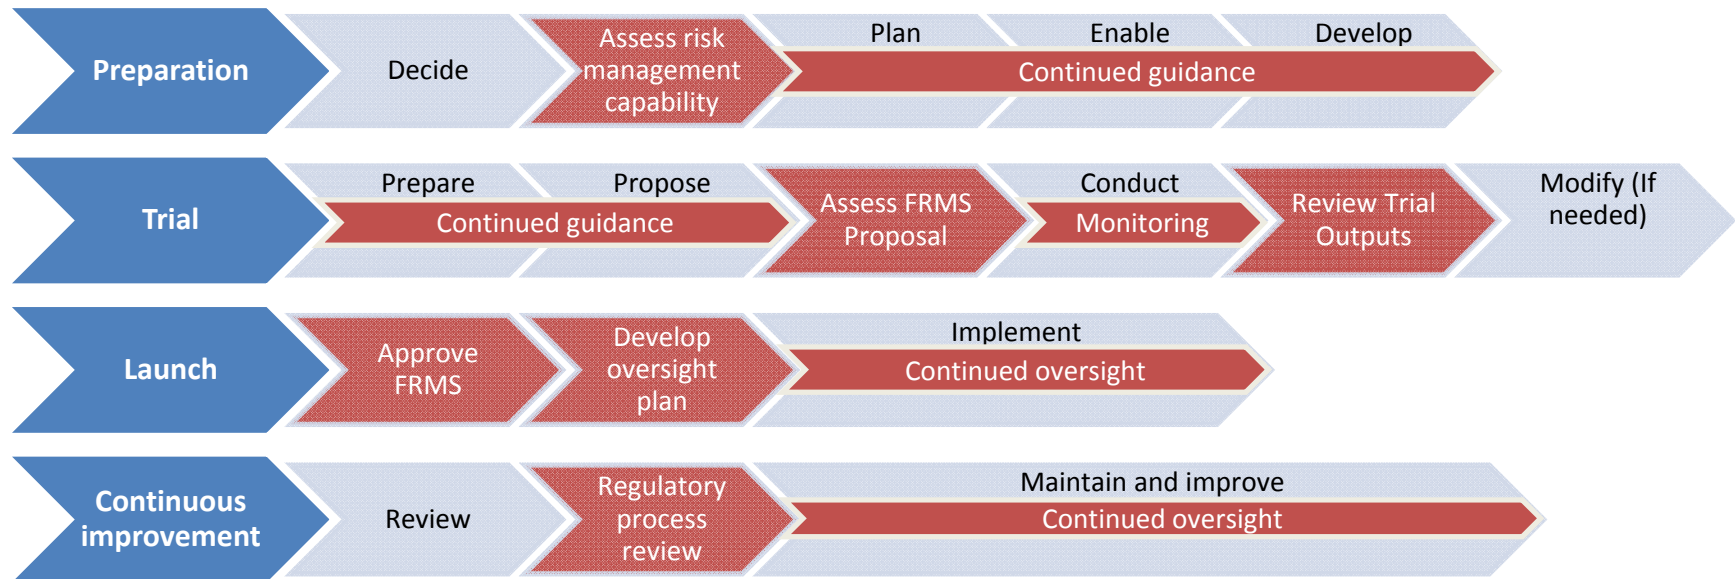 Preparation
Decide
Assess risk
management
capability
Plan
Enable
Develop
Continued guidance
Trial
Prepare
Propose
Continued guidance
Assess FRMS
Proposal
Conduct
Monitoring
Review Trial
Outputs
Modify (If
needed)
Launch
Approve
FRMS
Develop
oversight
plan
Implement
Continued oversight
Continuous
improvement
Review
Regulatory
process
review
Maintain and improve
Continued oversight